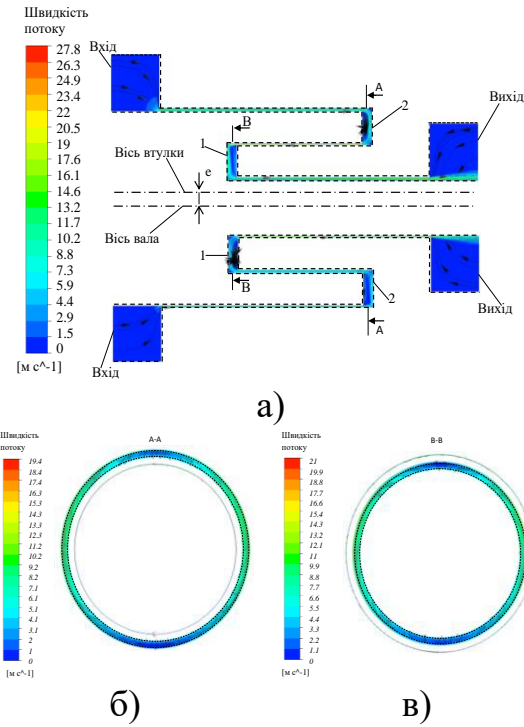 Швидкість
потоку
27.8
26.3
24.9
23.4
22
20.5
19
17.6
16.1
14.6
13.2
11.7
10.2
8.8
7.3
5.9
4.4
2.9
1.5
0
[м с^-1]
Вхід
A
2
Вихід
B
1
e
Вісь втулки
Вісь вала
1
B
2
A
Вхід
Вихід
а)
Швидкість
потоку
19.4
18.4
17.4
16.3
15.3
14.3
13.3
12.2
11.2
10.2
9.2
8.2
7.1
6.1
5.1
4.1
3.1
2
1
0
[м с^-1]
A-A
б)
Швидкість
потоку
21
19.9
18.8
17.7
16.6
15.4
14.3
13.2
12.1
11
9.9
8.8
7.7
6.6
5.5
4.4
3.3
2.2
1.1
0
[м с^-1]
B-B
в)